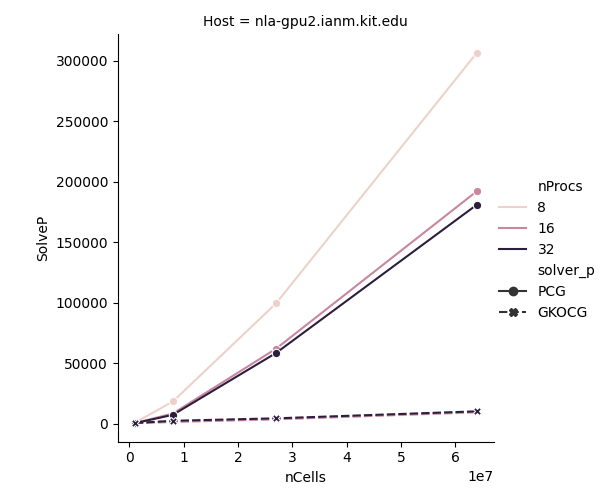 Host = nla-gpu2.ianm.kit.edu
300000
250000
200000
150000
100000
50000
0
SolveP
0 1 2 3 4 5 6
1e7
nCells
nProcs
8
16
32
solver_p
PCG
GKOCG